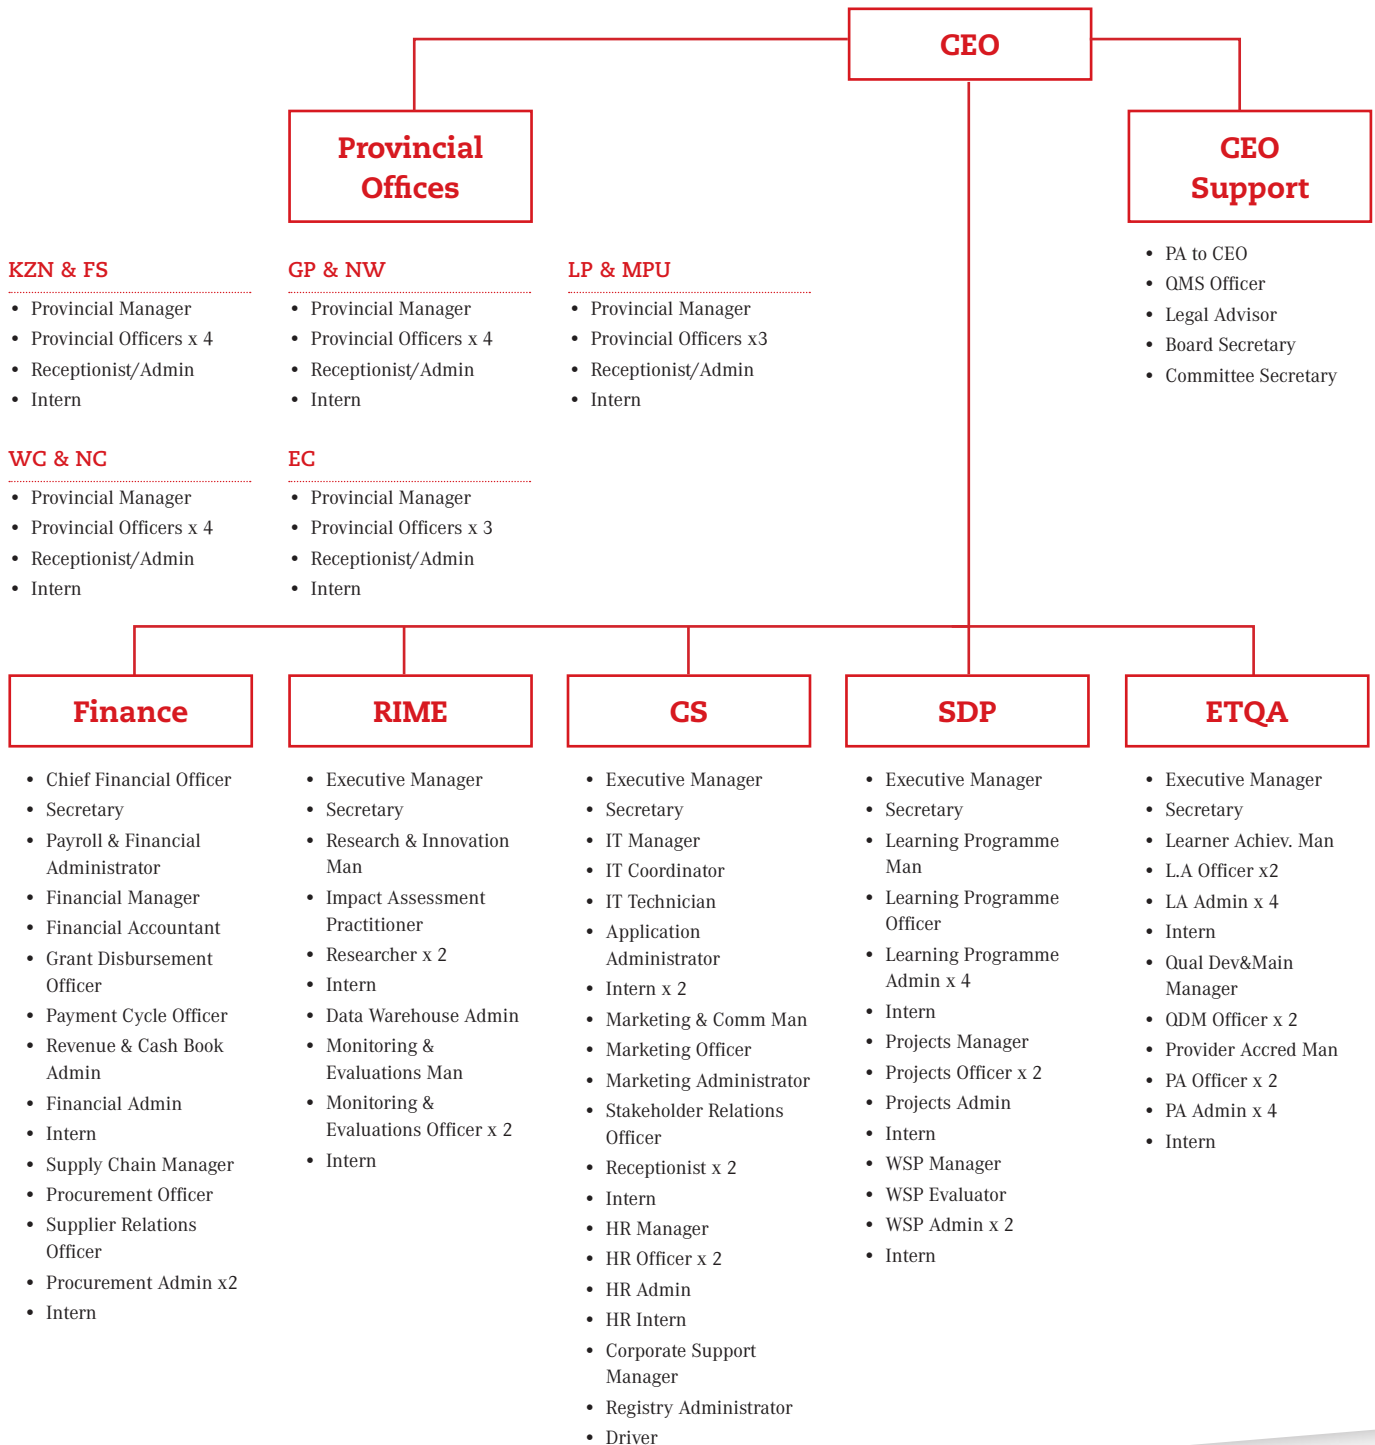 CEO
Provincial
Offices
CEO
Support
• PA to CEO
• QMS Officer
• Legal Advisor
• Board Secretary
• Committee Secretary
KZN & FS
• Provincial Manager
• Provincial Officers x 4
• Receptionist/Admin
• Intern
GP & NW
• Provincial Manager
• Provincial Officers x 4
• Receptionist/Admin
• Intern
LP & MPU
• Provincial Manager
• Provincial Officers x3
• Receptionist/Admin
• Intern
WC & NC
• Provincial Manager
• Provincial Officers x 4
• Receptionist/Admin
• Intern
EC
• Provincial Manager
• Provincial Officers x 3
• Receptionist/Admin
• Intern
Finance
• Chief Financial Officer
• Secretary
• Payroll & Financial
Administrator
• Financial Manager
• Financial Accountant
• Grant Disbursement
Officer
• Payment Cycle Officer
• Revenue & Cash Book
Admin
• Financial Admin
• Intern
• Supply Chain Manager
• Procurement Officer
• Supplier Relations
Officer
• Procurement Admin x2
• Intern
RIME
• Executive Manager
• Secretary
• Research & Innovation
Man
• Impact Assessment
Practitioner
• Researcher x 2
• Intern
• Data Warehouse Admin
• Monitoring &
Evaluations Man
• Monitoring &
Evaluations Officer x 2
• Intern
CS
• Executive Manager
• Secretary
• IT Manager
• IT Coordinator
• IT Technician
• Application
Administrator
• Intern x 2
• Marketing & Comm Man
• Marketing Officer
• Marketing Administrator
• Stakeholder Relations
Officer
• Receptionist x 2
• Intern
• HR Manager
• HR Officer x 2
• HR Admin
• HR Intern
• Corporate Support
Manager
• Registry Administrator
• Driver
SDP
• Executive Manager
• Secretary
• Learning Programme
Man
• Learning Programme
Officer
• Learning Programme
Admin x 4
• Intern
• Projects Manager
• Projects Officer x 2
• Projects Admin
• Intern
• WSP Manager
• WSP Evaluator
• WSP Admin x 2
• Intern
ETQA
• Executive Manager
• Secretary
• Learner Achiev. Man
• L.A Officer x2
• LA Admin x 4
• Intern
• Qual Dev&Main
Manager
• QDM Officer x 2
• Provider Accred Man
• PA Officer x 2
• PA Admin x 4
• Intern